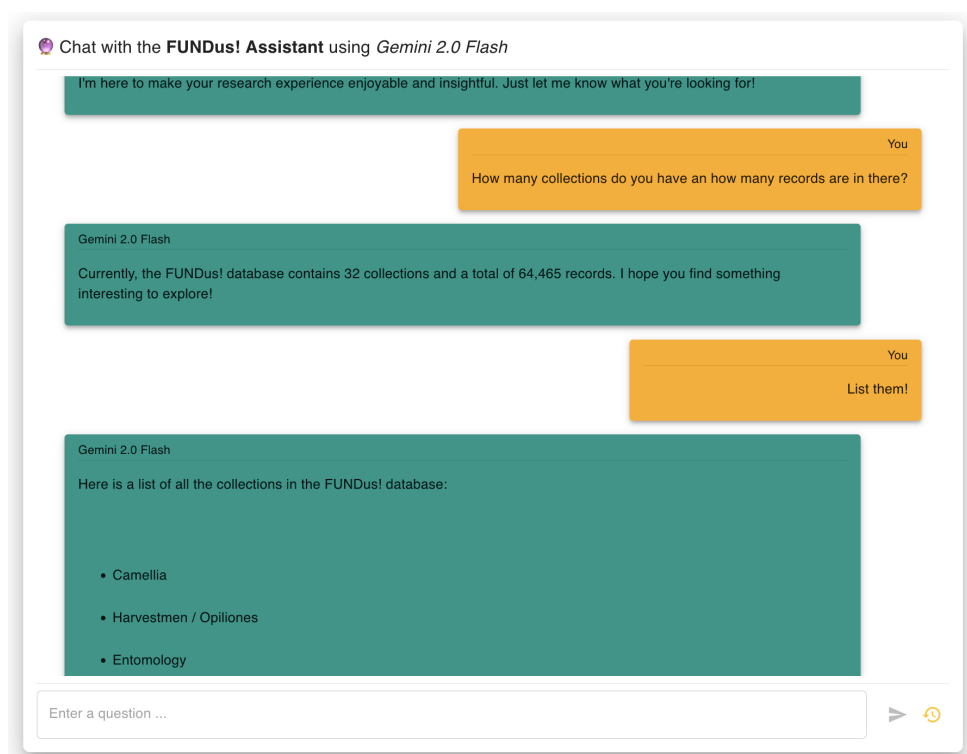 🔮 Chat with the FUNDus! Assistant using Gemini 2.0 Flash
I'm here to make your research experience enjoyable and insightful. Just let me know what you're looking for!
You
How many collections do you have an how many records are in there?
Gemini 2.0 Flash
Currently, the FUNDus! database contains 32 collections and a total of 64,465 records. I hope you find something
interesting to explore!
You
List them!
Gemini 2.0 Flash
Here is a list of all the collections in the FUNDus! database:
• Camellia
• Harvestmen / Opiliones
• Entomology
Enter a question ...